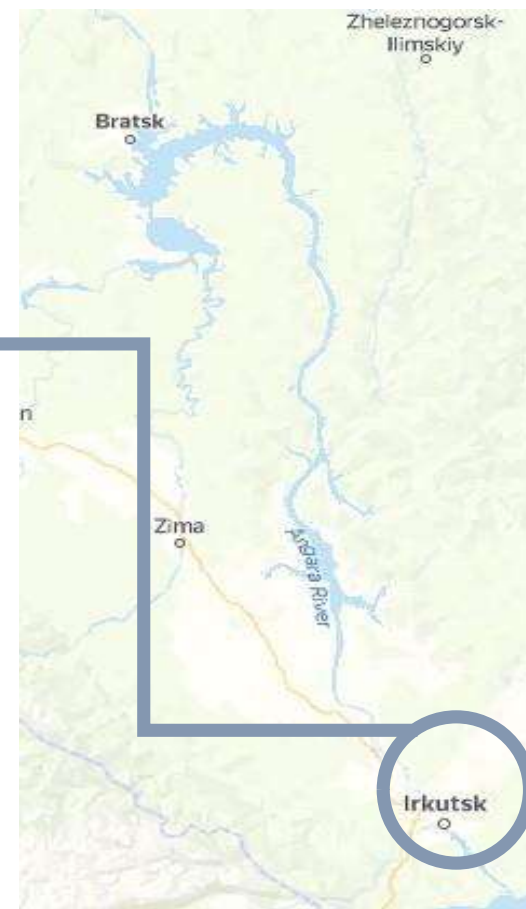 Zheleznogorsk-
Ilimskiy
Bratsk
n
Zima
Angara River
Irkutsk